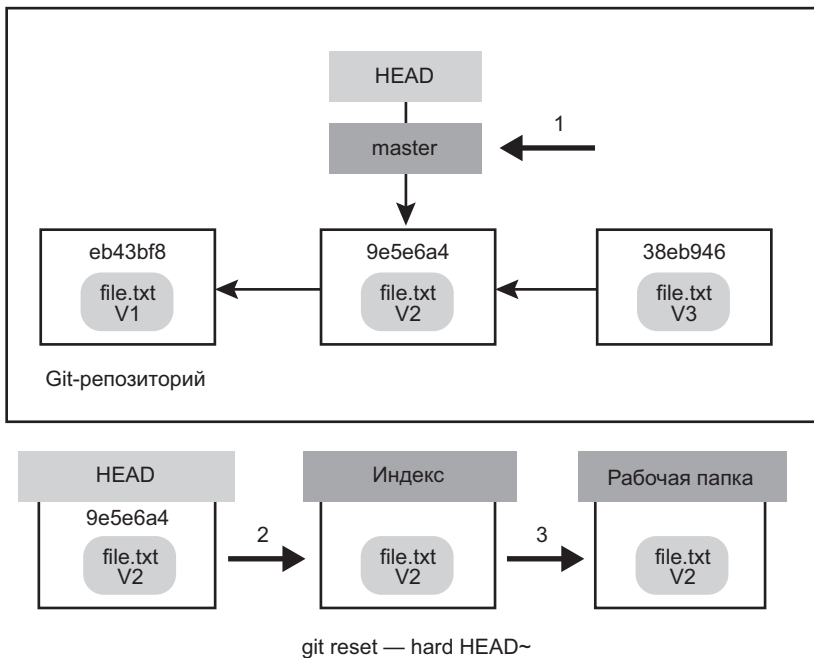 HEAD
master
1
eb43bf8
9e5e6a4
38eb946
file.txt
V1
file.txt
V2
file.txt
V3
Git-репозиторий
HEAD
Индекс
Рабочая папка
9e5e6a4
file.txt
V2
2
file.txt
V2
3
file.txt
V2
git reset — hard HEAD~